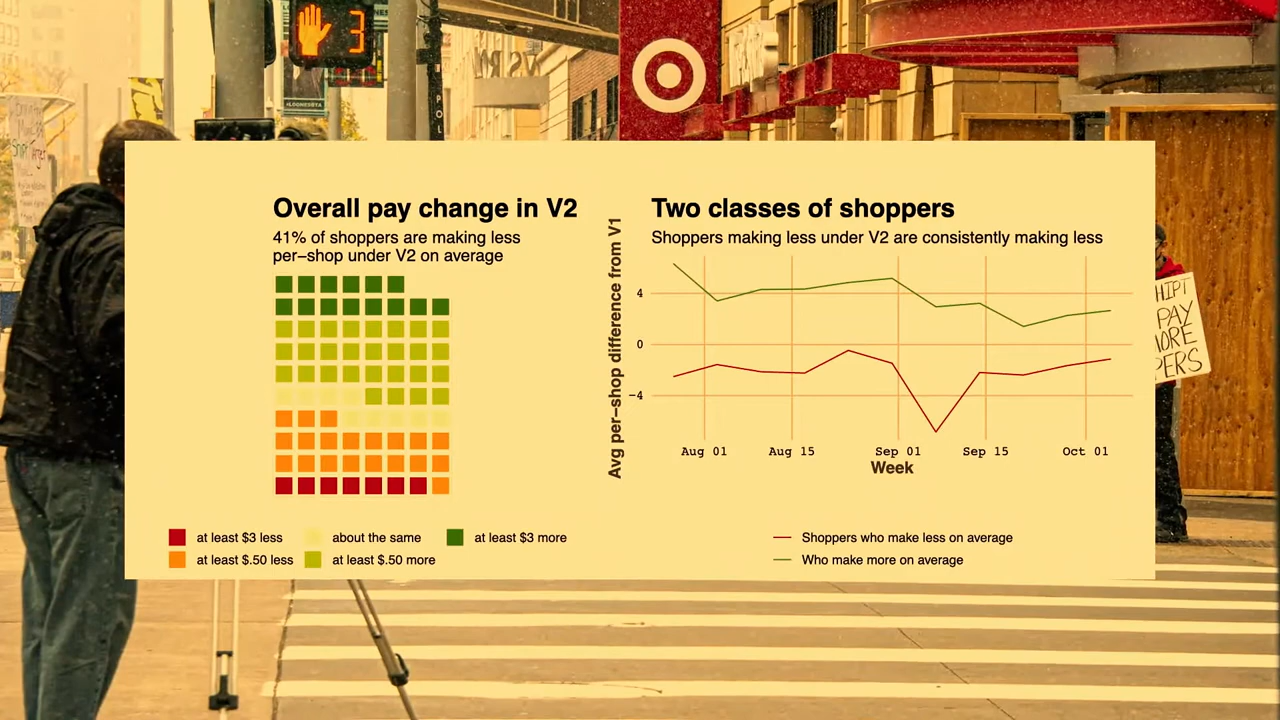 3
Overall pay change in V2
41% of shoppers are making less
per-shop under V2 on average
at least $3 less
about the same
at least $3 more
at least $.50 less
at least $.50 more
Two classes of shoppers
Shoppers making less under V2 are consistently making less
Avg per-shop difference from V1
4
0
-4
Aug 01
Aug 15
Sep 01
Sep 15
Oct 01
Week
Shoppers who make less on average
Who make more on average
HIPT
PAY
MORE
PERS